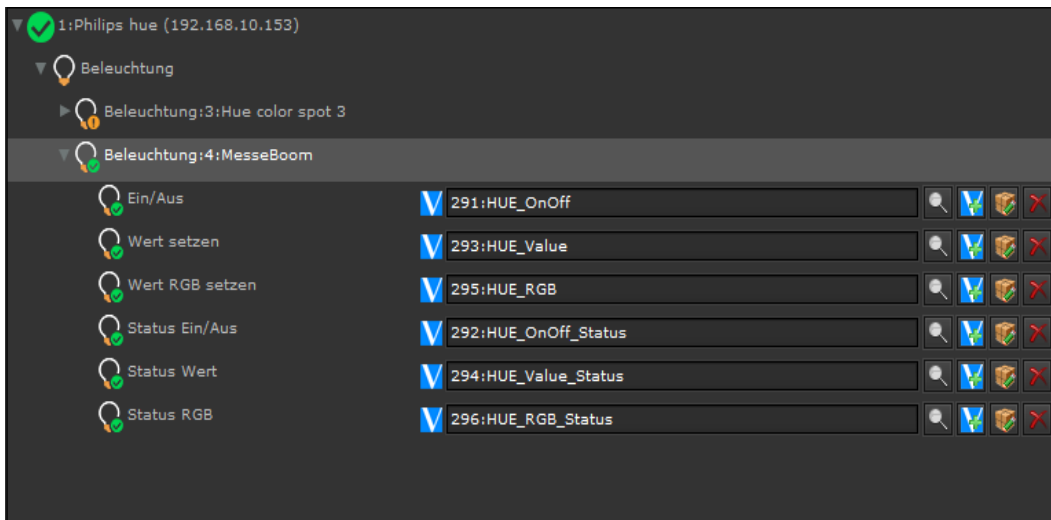 1:Philips hue (192.168.10.153)
Beleuchtung
Beleuchtung:3:Hue color spot 3
Beleuchtung:4:MesseBoom
Ein/Aus 291:HUE_OnOff
Wert setzen 293:HUE_Value
Wert RGB setzen 295:HUE_RGB
Status Ein/Aus 292:HUE_OnOff_Status
Status Wert 294:HUE_Value_Status
Status RGB 296:HUE_RGB_Status